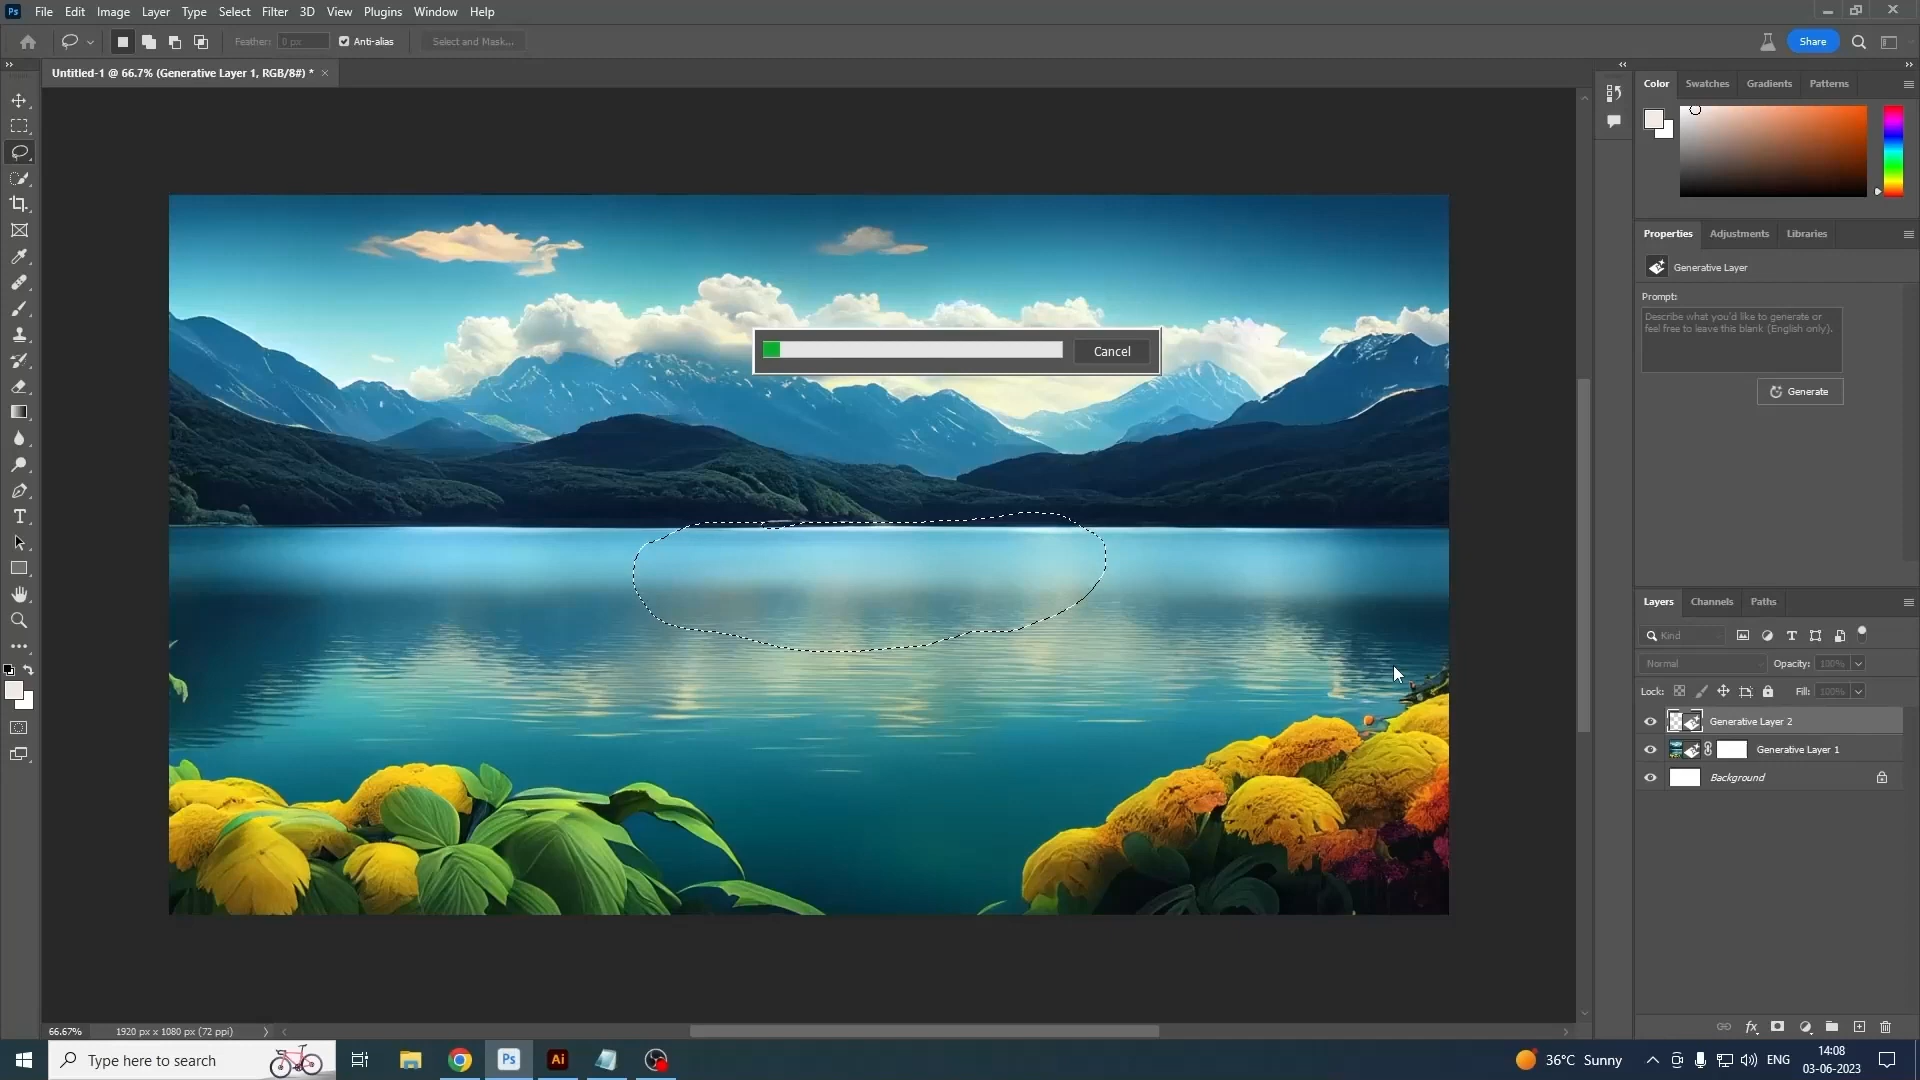 Ps File Edit Image Layer Type Select Filter 3D View Plugins Window Help
Feather: 0 px Anti-alias Select and Mask... Share
Untitled-1 @ 66.7% (Generative Layer 1, RGB/8#) * ×
Color Swatches Gradients Patterns
Properties Adjustments Libraries
Generative Layer
Prompt:
Describe what you'd like to generate or
feel free to leave this blank (English only).
Cancel
Generate
Layers Channels Paths
Kind
Normal Opacity: 100%
Lock: Fill: 100%
Generative Layer 2
Generative Layer 1
Background
66.67% 1920 px x 1080 px (72 ppi)
Type here to search
Ps Ai
36°C Sunny
ENG
14:08
03-06-2023